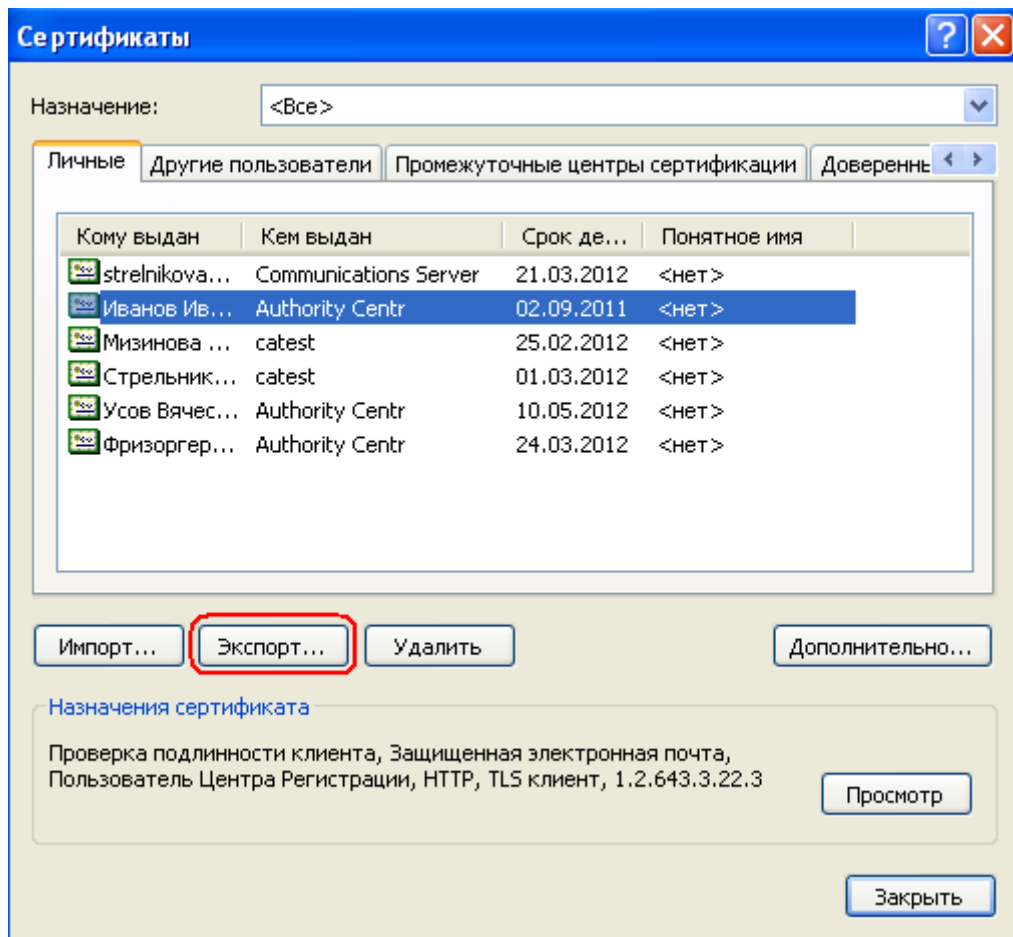 Сертификаты
Назначение: <Все>
Личные Другие пользователи Промежуточные центры сертификации Доверенны
Кому выдан Кем выдан Срок де... Понятное имя
strelnikova... Communications Server 21.03.2012 <нет>
Иванов Ив... Authority Centr 02.09.2011 <нет>
Мизинова ... catest 25.02.2012 <нет>
Стрельник... catest 01.03.2012 <нет>
Усов Вячес... Authority Centr 10.05.2012 <нет>
Фризоргер... Authority Centr 24.03.2012 <нет>
Импорт... Экспорт... Удалить Дополнительно...
Назначения сертификата
Проверка подлинности клиента, Защищенная электронная почта,
Пользователь Центра Регистрации, HTTP, TLS клиент, 1.2.643.3.22.3
Просмотр
Закрыть